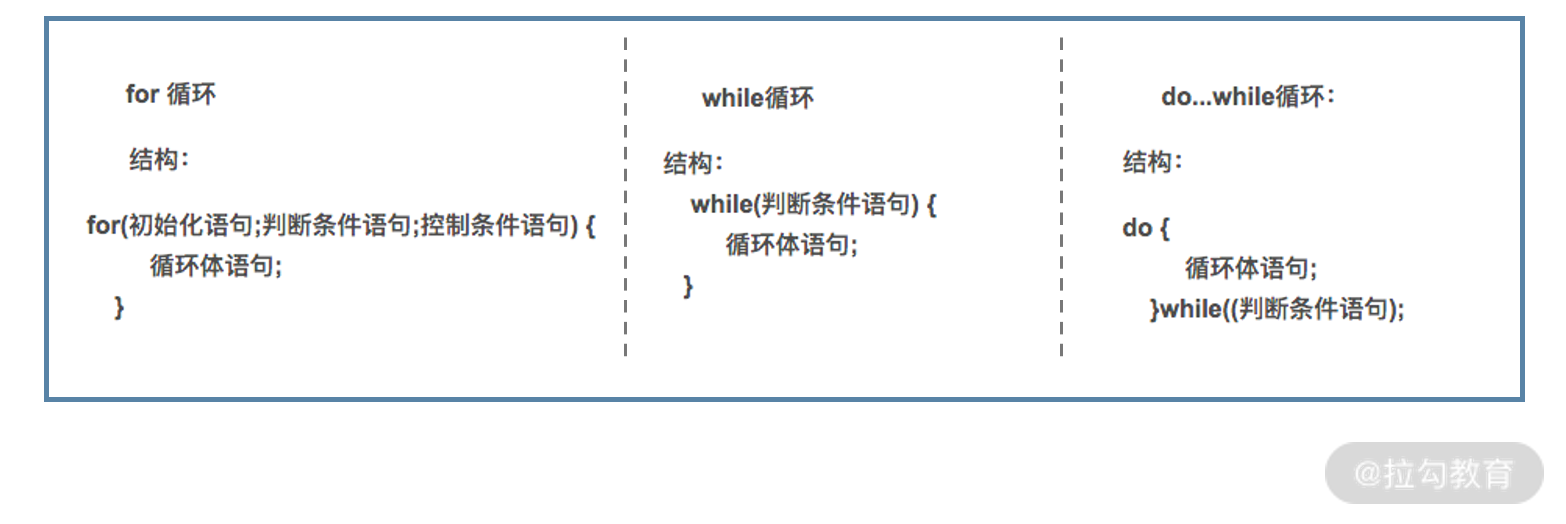 for 循环
结构：
for(初始化语句;判断条件语句;控制条件语句) {
循环体语句;
}
while循环
结构：
while(判断条件语句) {
循环体语句;
}
do...while循环：
结构：
do {
循环体语句;
}while((判断条件语句);
@拉勾教育